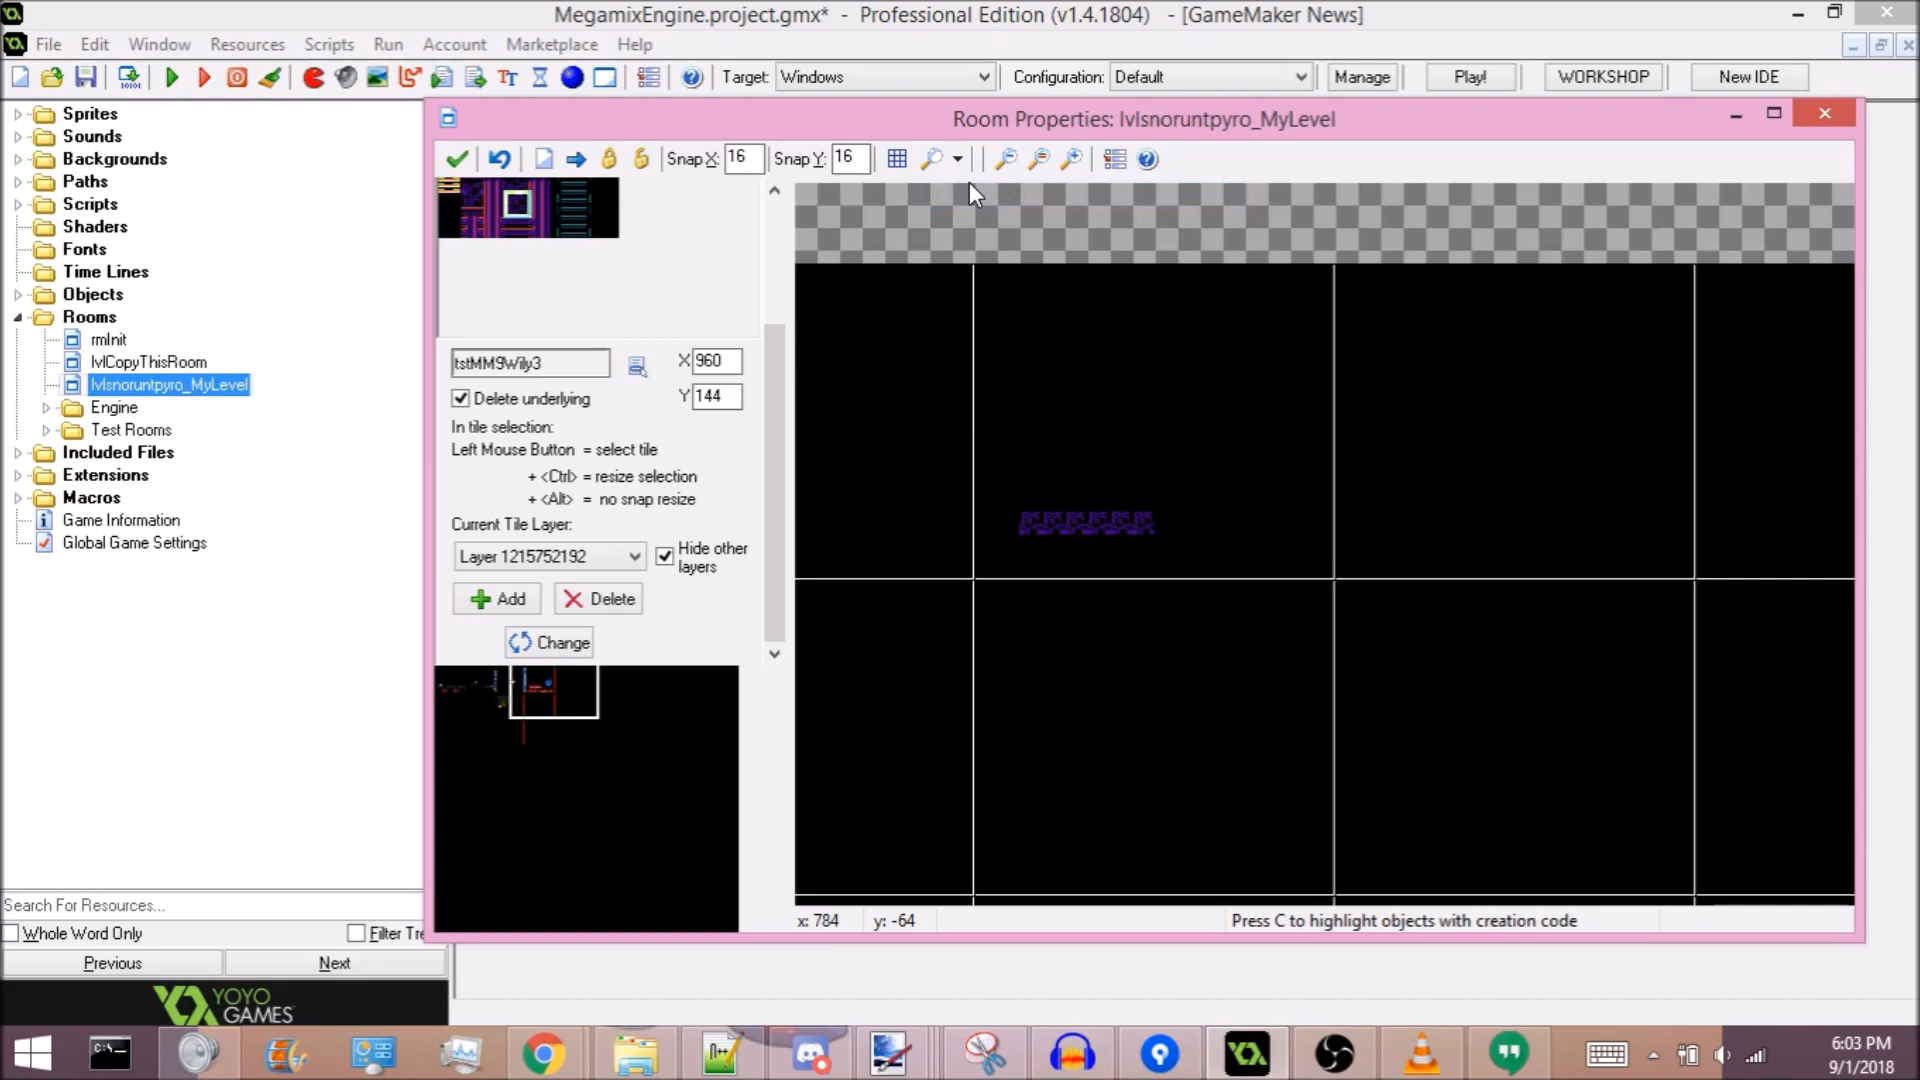 MegamixEngine.project.gmx* - Professional Edition (v1.4.1804) - [GameMaker News]
File Edit Window Resources Scripts Run Account Marketplace Help
Target: Windows Configuration: Default Manage Play! WORKSHOP New IDE
Sprites
Sounds
Backgrounds
Paths
Scripts
Shaders
Fonts
Time Lines
Objects
Rooms
rmInit
lvlCopyThisRoom
lvlsnoruntpyro_MyLevel
Engine
Test Rooms
Included Files
Extensions
Macros
Game Information
Global Game Settings
Search For Resources...
Whole Word Only Filter Tre
Previous Next
YOYO
GAMES
Room Properties: lvlsnoruntpyro_MyLevel
Snap X: 16 Snap Y: 16
tstMM9Wily3 X 960
Delete underlying Y 144
In tile selection:
Left Mouse Button = select tile
+ <Ctrl> = resize selection
+ <Alt> = no snap resize
Current Tile Layer:
Layer 1215752192 Hide other
layers
Add Delete
Change
x: 784 y: -64 Press C to highlight objects with creation code
6:03 PM
9/1/2018